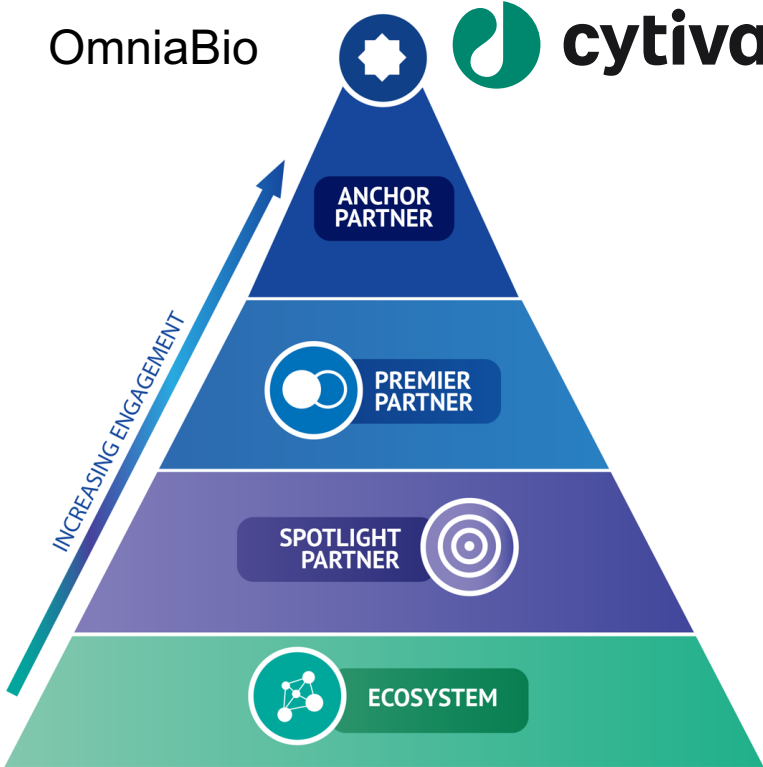 OmniaBio
cytiva
ANCHOR
PARTNER
INCREASING ENGAGEMENT
PREMIER
PARTNER
SPOTLIGHT
PARTNER
ECOSYSTEM